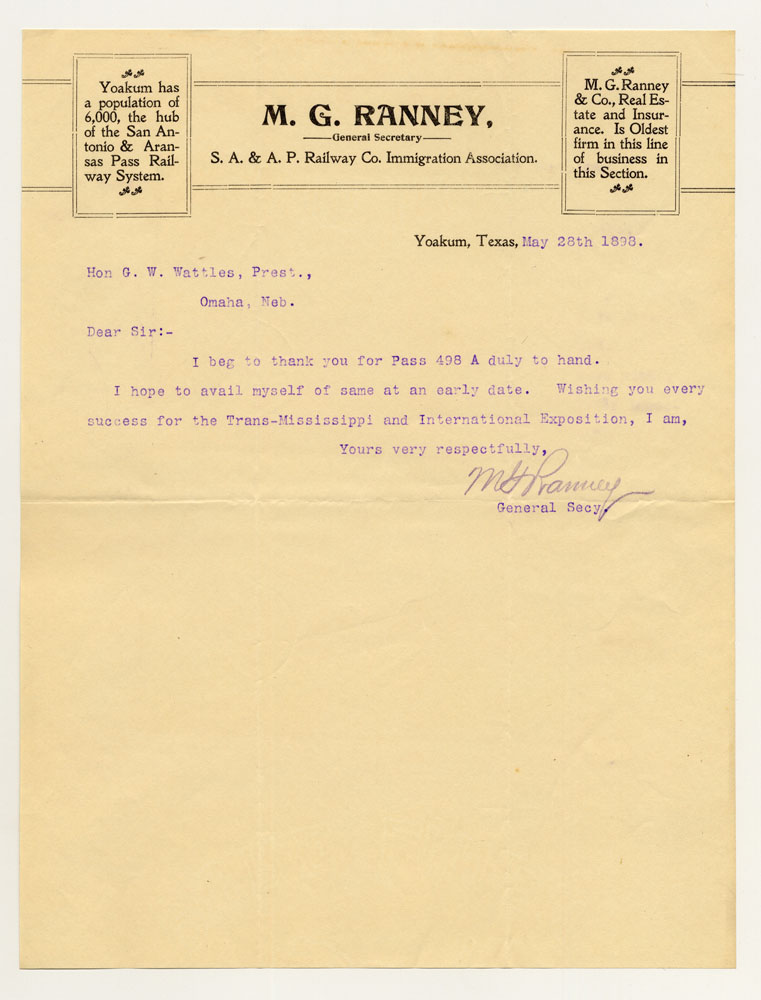 Yoakum has
a population of
6,000, the hub
of the San An-
tonio & Aran-
sas Pass Rail-
way System.
M. G. RANNEY,
General Secretary
S. A. & A. P. Railway Co. Immigration Association.
M. G. Ranney
& Co., Real Es-
tate and Insur-
ance. Is Oldest
firm in this line
of business in
this Section.
Yoakum, Texas, May 28th 1898.
Hon G. W. Wattles, Prest.,
Omaha, Neb.
Dear Sir:-
I beg to thank you for Pass 498 A duly to hand.
I hope to avail myself of same at an early date. Wishing you every
success for the Trans-Mississippi and International Exposition, I am,
Yours very respectfully,
M G Ranney
General Secy.